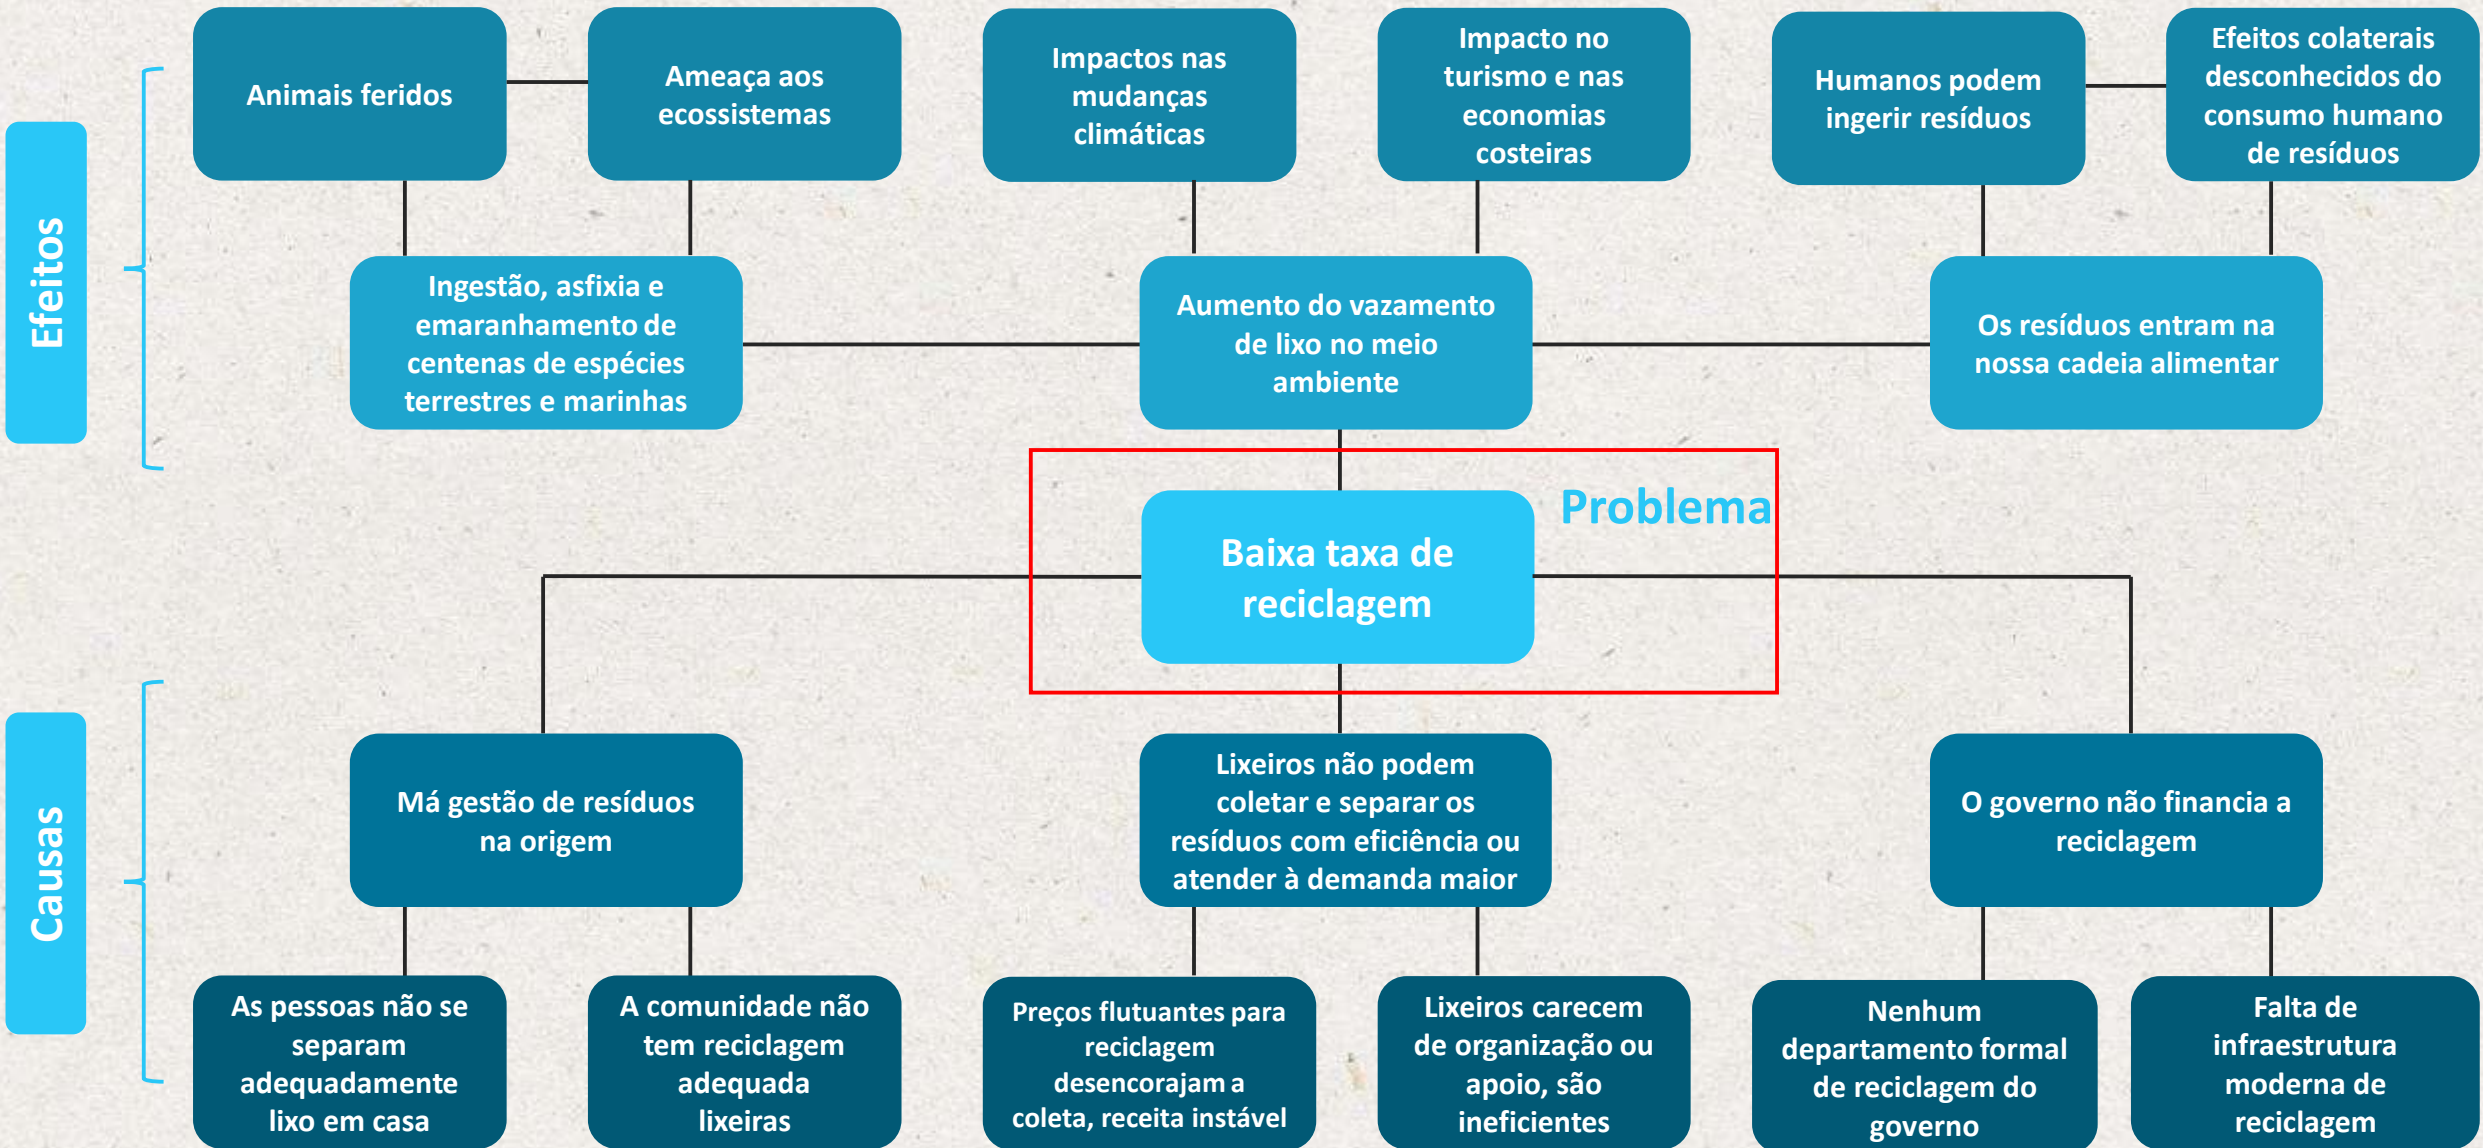 Efeitos
Animais feridos
Ameaça aos
ecossistemas
Impactos nas
mudanças
climáticas
Impacto no
turismo e nas
economias
costeiras
Humanos podem
ingerir resíduos
Efeitos colaterais
desconhecidos do
consumo humano
de resíduos
Ingestão, asfixia e
emaranhamento de
centenas de espécies
terrestres e marinhas
Aumento do vazamento
de lixo no meio
ambiente
Os resíduos entram na
nossa cadeia alimentar
Problema
Baixa taxa de
reciclagem
Causas
Má gestão de resíduos
na origem
Lixeiros não podem
coletar e separar os
resíduos com eficiência ou
atender à demanda maior
O governo não financia a
reciclagem
As pessoas não se
separam
adequadamente
lixo em casa
A comunidade não
tem reciclagem
adequada
lixeiras
Preços flutuantes para
reciclagem
desencorajam a
coleta, receita instável
Lixeiros carecem
de organização ou
apoio, são
ineficientes
Nenhum
departamento formal
de reciclagem do
governo
Falta de
infraestrutura
moderna de
reciclagem